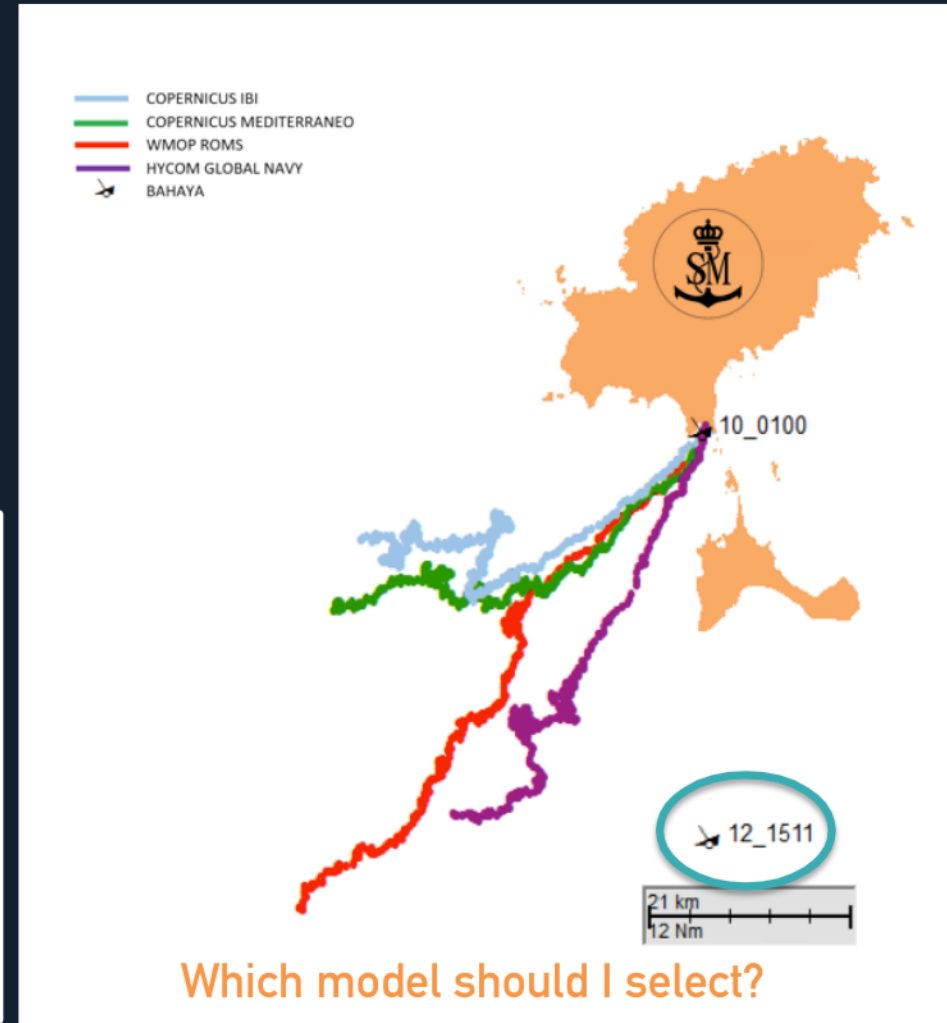 COPERNICUS IBI
COPERNICUS MEDITERRANEO
WMOP ROMS
HYCOM GLOBAL NAVY
BAHAYA
SM
10_0100
12_1511
21 km
12 Nm
Which model should I select?